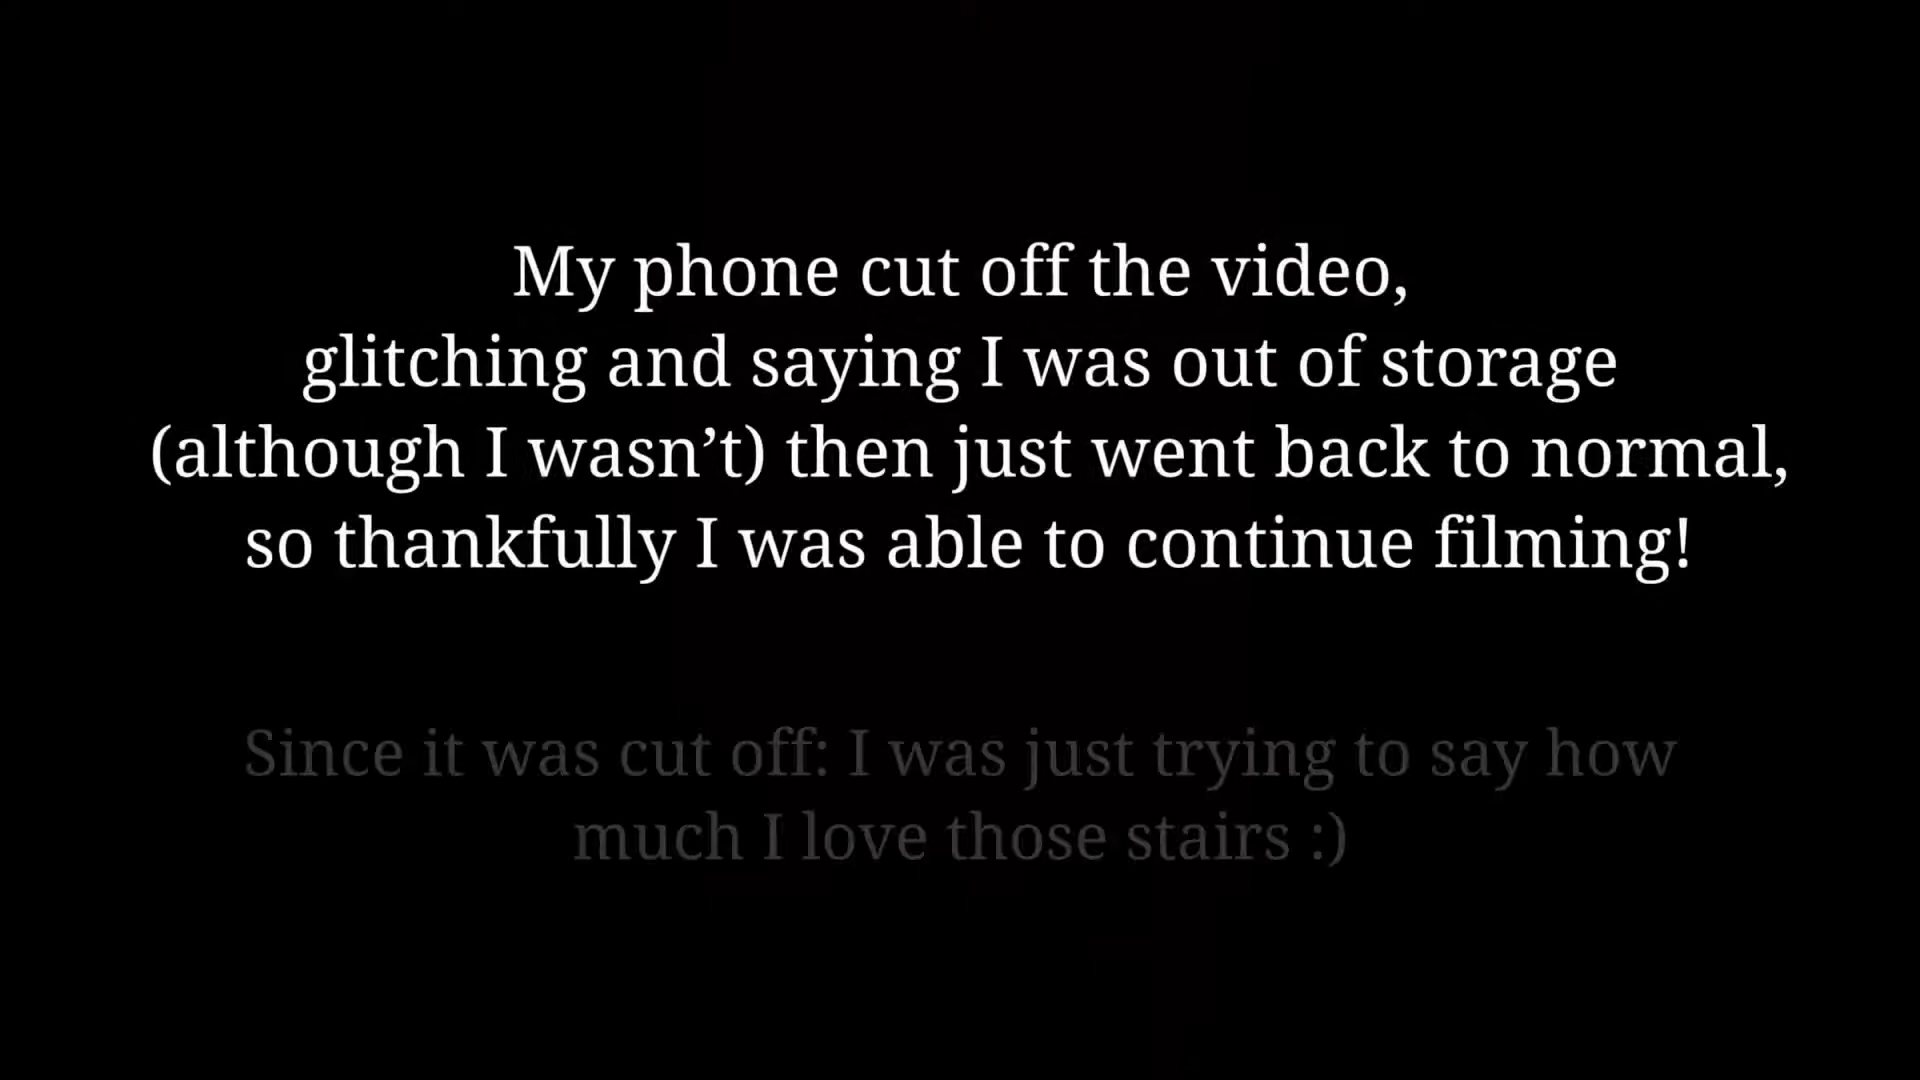 My phone cut off the video,
glitching and saying I was out of storage
(although I wasn’t) then just went back to normal,
so thankfully I was able to continue filming!
Since it was cut off: I was just trying to say how
much I love those stairs :)